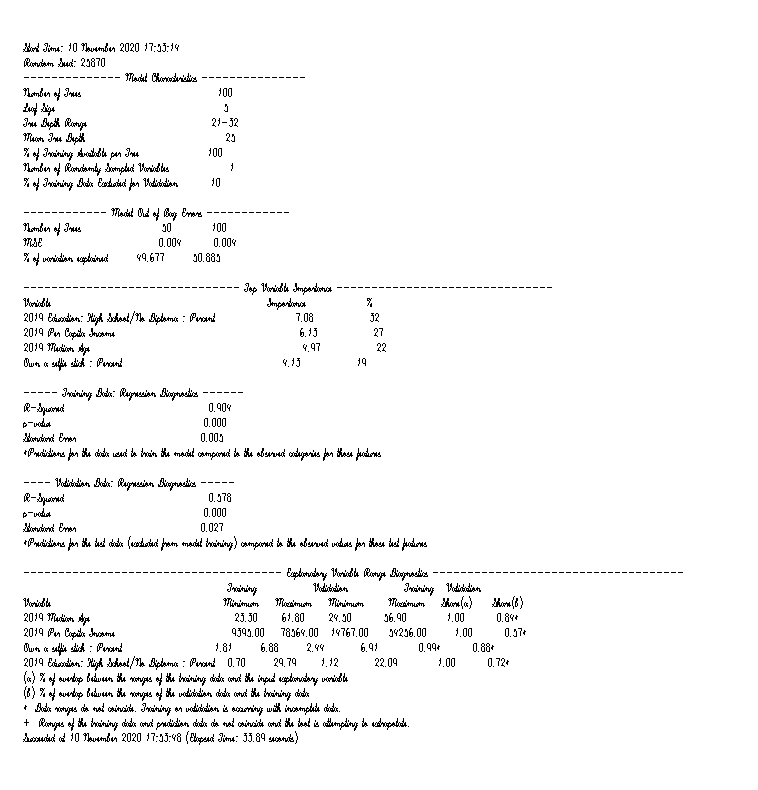 Start Time: 10 November 2020 17:53:14
Random Seed: 25870
--------------- Model Characteristics ----------------
Number of Trees 100
Leaf Size 5
Tree Depth Range 21-32
Mean Tree Depth 25
% of Training Available per Tree 100
Number of Randomly Sampled Variables 1
% of Training Data Excluded for Validation 10
------------- Model Out of Bag Errors -------------
Number of Trees 50 100
MSE 0.004 0.004
% of variation explained 49.677 50.885
--------------------------------- Top Variable Importance ---------------------------------
Variable Importance %
2019 Education: High School/No Diploma : Percent 7.08 32
2019 Per Capita Income 6.13 27
2019 Median Age 4.97 22
Own a selfie stick : Percent 4.13 19
----- Training Data: Regression Diagnostics ------
R-Squared 0.904
p-value 0.000
Standard Error 0.005
*Predictions for the data used to train the model compared to the observed categories for those features
---- Validation Data: Regression Diagnostics -----
R-Squared 0.578
p-value 0.000
Standard Error 0.027
*Predictions for the test data (excluded from model training) compared to the observed values for those test features
---------------------------------------- Explanatory Variable Range Diagnostics ---------------------------------------
Training Validation Training Validation
Variable Minimum Maximum Minimum Maximum Share(a) Share(b)
2019 Median Age 23.30 61.80 24.50 56.90 1.00 0.84*
2019 Per Capita Income 9395.00 78564.00 14767.00 54256.00 1.00 0.57*
Own a selfie stick : Percent 1.81 6.88 2.44 6.91 0.99* 0.88*
2019 Education: High School/No Diploma : Percent 0.70 29.79 1.12 22.09 1.00 0.72*
(a) % of overlap between the ranges of the training data and the input explanatory variable
(b) % of overlap between the ranges of the validation data and the training data
* Data ranges do not coincide. Training or validation is occurring with incomplete data.
+ Ranges of the training data and prediction data do not coincide and the tool is attempting to extrapolate.
Succeeded at 10 November 2020 17:53:48 (Elapsed Time: 33.89 seconds)